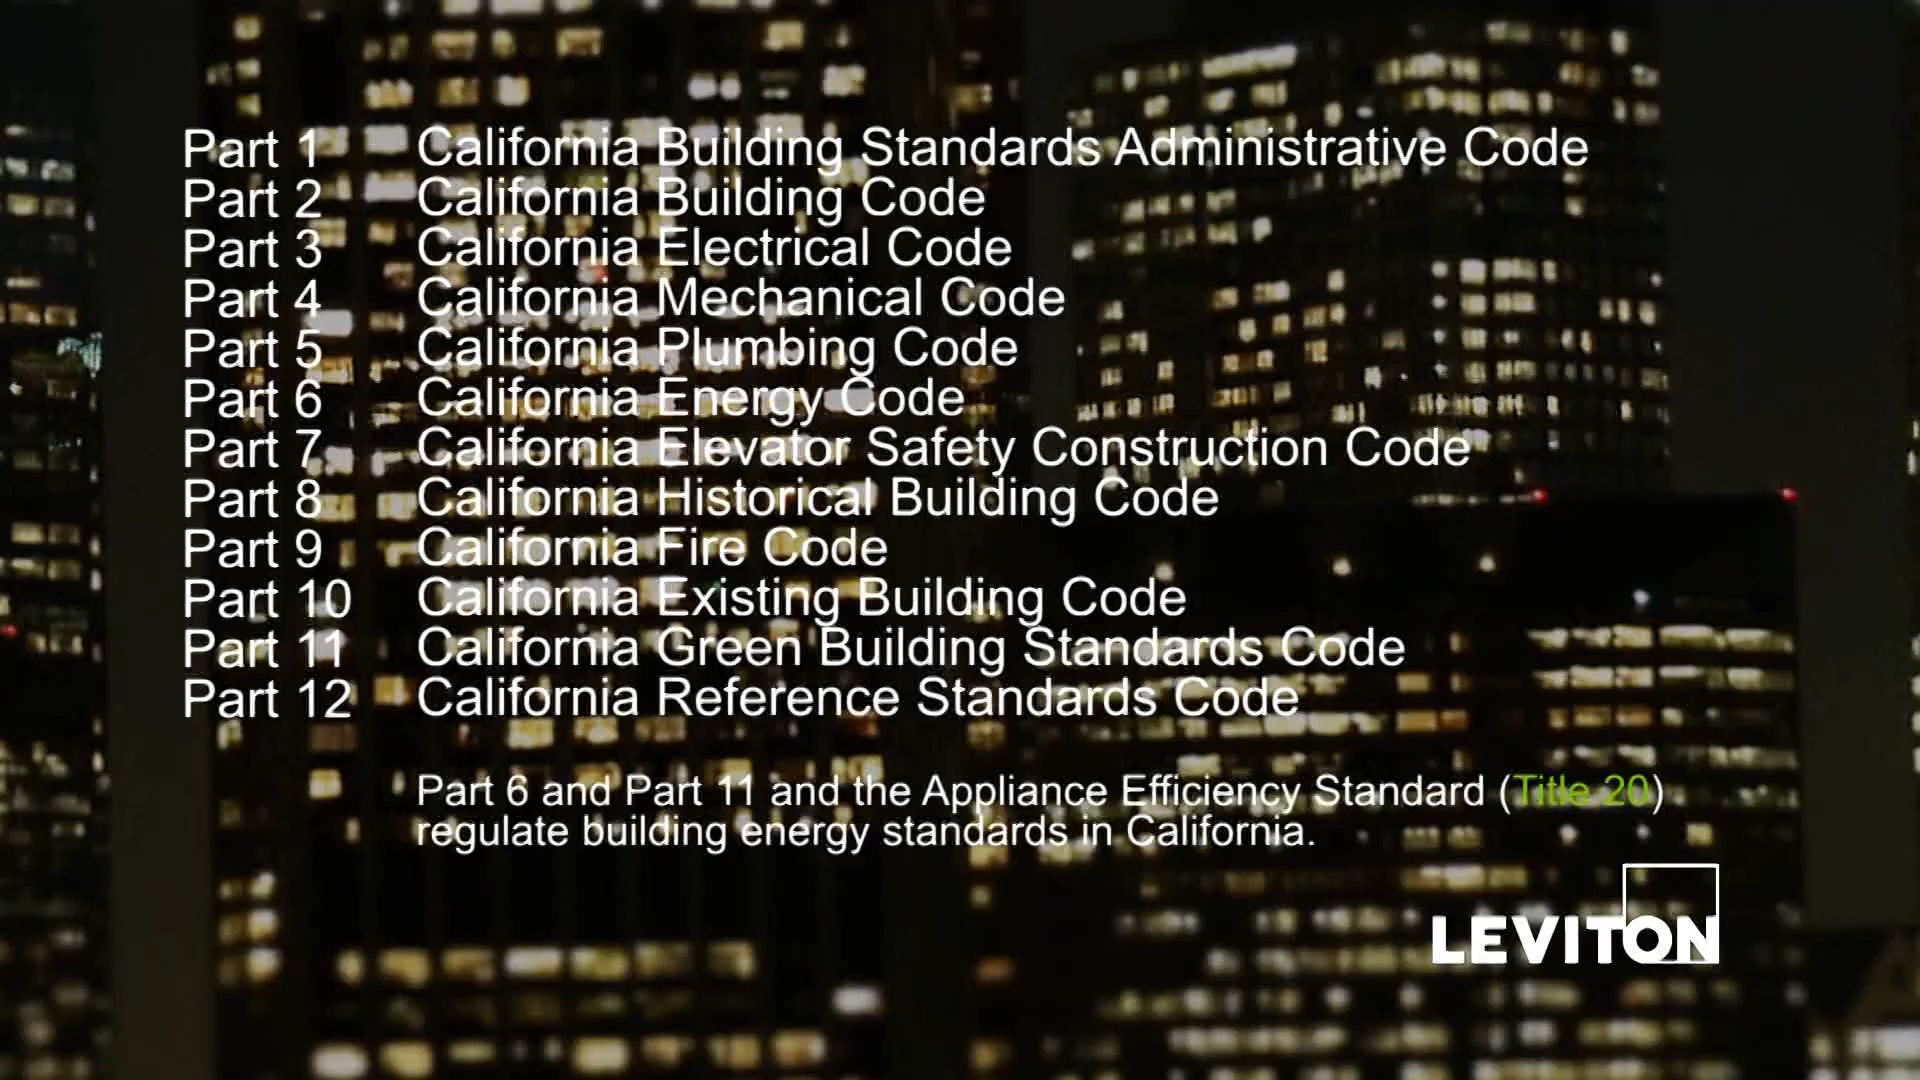 Part 1 California Building Standards Administrative Code
Part 2 California Building Code
Part 3 California Electrical Code
Part 4 California Mechanical Code
Part 5 California Plumbing Code
Part 6 California Energy Code
Part 7 California Elevator Safety Construction Code
Part 8 California Historical Building Code
Part 9 California Fire Code
Part 10 California Existing Building Code
Part 11 California Green Building Standards Code
Part 12 California Reference Standards Code
Part 6 and Part 11 and the Appliance Efficiency Standard (Title 20)
regulate building energy standards in California.
LEVITON